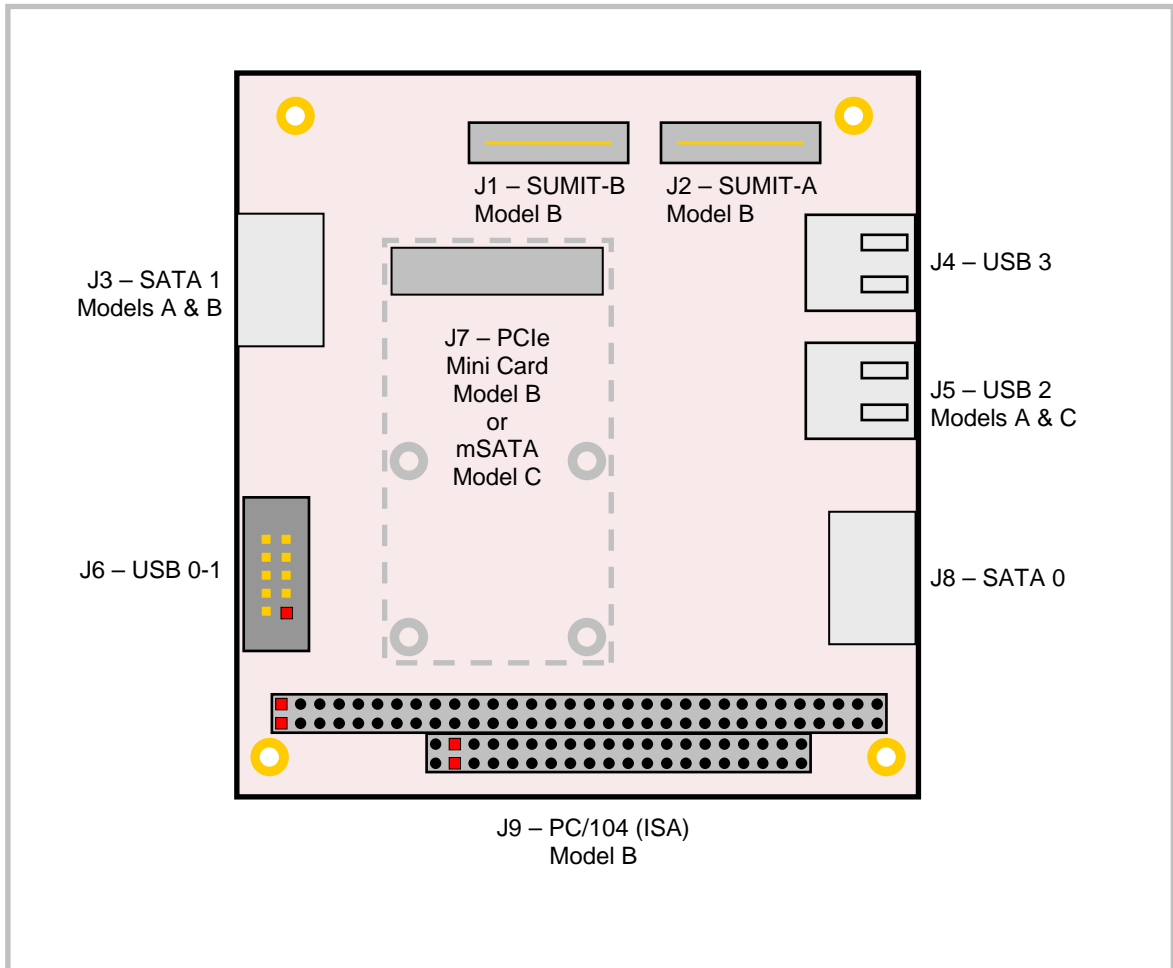 J1 – SUMIT-B
Model B
J2 – SUMIT-A
Model B
J3 – SATA 1
Models A & B
J4 – USB 3
J7 – PCIe
Mini Card
Model B
or
mSATA
Model C
J5 – USB 2
Models A & C
J6 – USB 0-1
J8 – SATA 0
J9 – PC/104 (ISA)
Model B